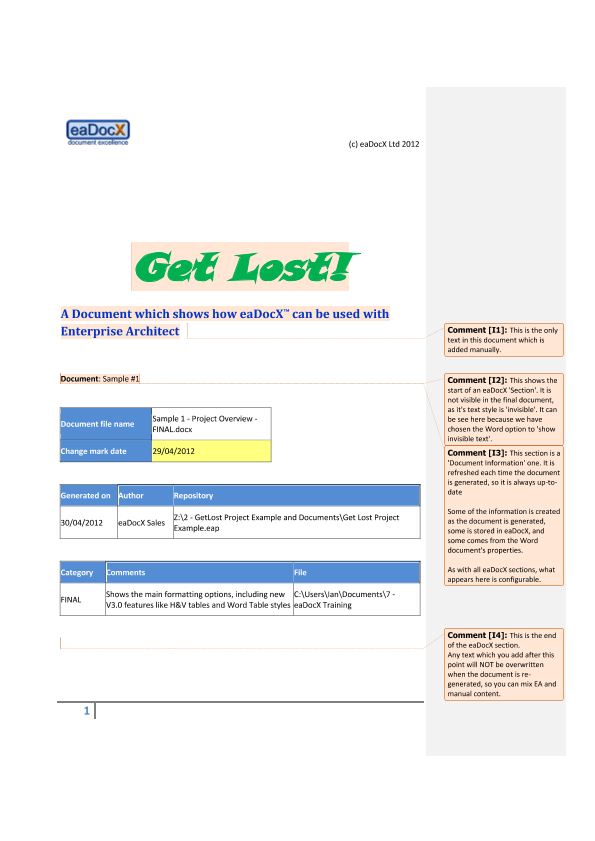 eaDocX
document excellence
(c) eaDocX Ltd 2012
Get Lost!
A Document which shows how eaDocX™ can be used with
Enterprise Architect
Document: Sample #1
Document file name
Sample 1 - Project Overview -
FINAL.docx
Change mark date
29/04/2012
Generated on Author Repository
30/04/2012 eaDocX Sales
Z:\2 - GetLost Project Example and Documents\Get Lost Project
Example.eap
Category Comments File
FINAL
Shows the main formatting options, including new
V3.0 features like H&V tables and Word Table styles
C:\Users\Ian\Documents\7 -
eaDocX Training
1
Comment [I1]: This is the only
text in this document which is
added manually.
Comment [I2]: This shows the
start of an eaDocX 'Section'. It is
not visible in the final document,
as it's text style is 'invisible'. It can
be see here because we have
chosen the Word option to 'show
invisible text'.
Comment [I3]: This section is a
'Document Information' one. It is
refreshed each time the document
is generated, so it is always up-to-
date
Some of the information is created
as the document is generated,
some is stored in eaDocX, and
some comes from the Word
document's properties.
As with all eaDocX sections, what
appears here is configurable.
Comment [I4]: This is the end
of the eaDocX section.
Any text which you add after this
point will NOT be overwritten
when the document is re-
generated, so you can mix EA and
manual content.